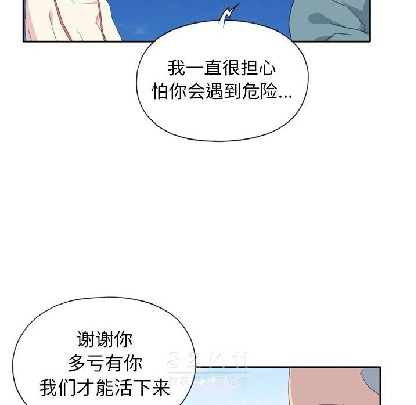 我一直很担心
怕你会遇到危险...
谢谢你
多亏有你
我们才能活下来